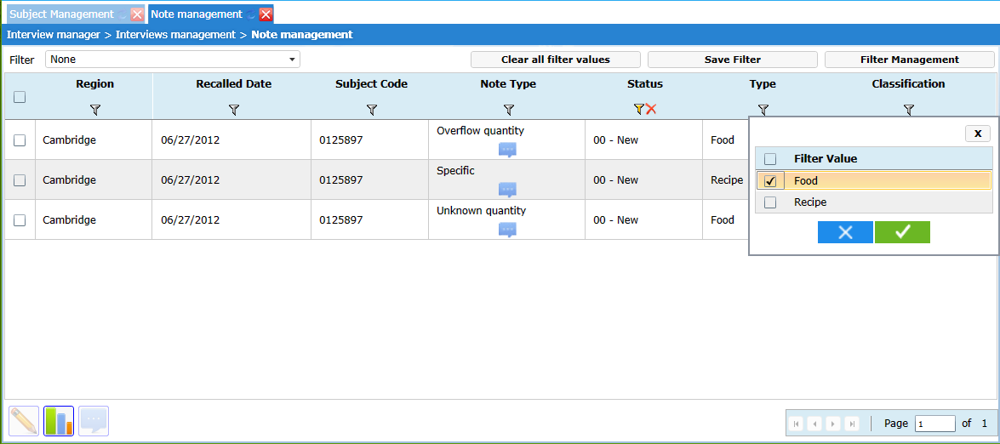 Subject Management
Note management
Interview manager > Interviews management > Note management
Filter None Clear all filter values Save Filter Filter Management
Region Recalled Date Subject Code Note Type Status Type Classification
x
Filter Value
Food
Recipe
Cambridge 06/27/2012 0125897 Overflow quantity 00 - New Food
Cambridge 06/27/2012 0125897 Specific 00 - New Recipe
Cambridge 06/27/2012 0125897 Unknown quantity 00 - New Food
Page 1 of 1